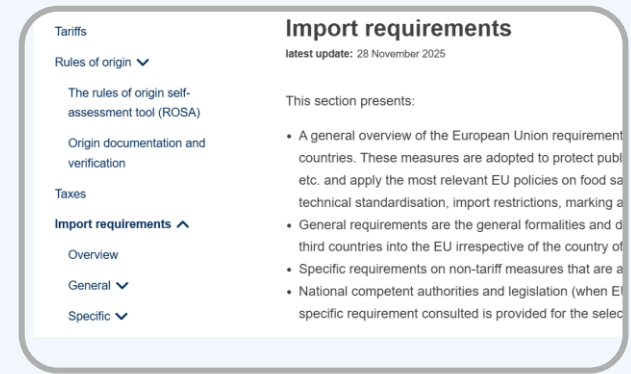 Tariffs
Rules of origin
The rules of origin self-
assessment tool (ROSA)
Origin documentation and
verification
Taxes
Import requirements
Overview
General
Specific
Import requirements
latest update: 28 November 2025
This section presents:
• A general overview of the European Union requirement
countries. These measures are adopted to protect publ
etc. and apply the most relevant EU policies on food sa
technical standardisation, import restrictions, marking a
• General requirements are the general formalities and d
third countries into the EU irrespective of the country of
• Specific requirements on non-tariff measures that are a
• National competent authorities and legislation (when E
specific requirement consulted is provided for the selec